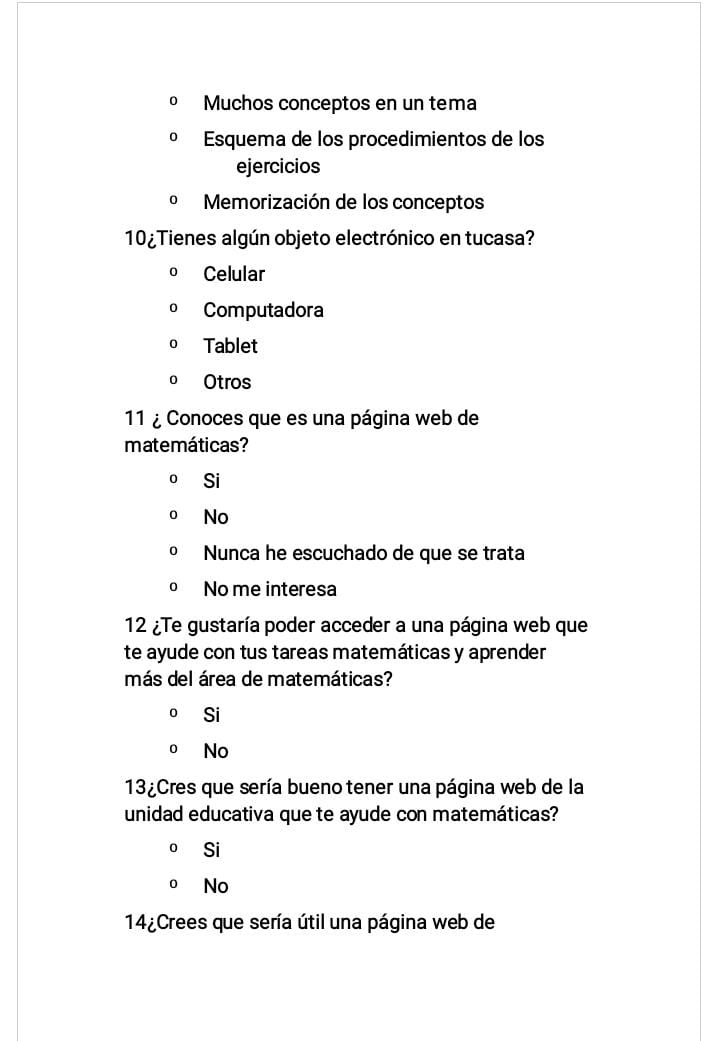 o Muchos conceptos en un tema
o Esquema de los procedimientos de los
ejercicios
o Memorización de los conceptos
10¿Tienes algún objeto electrónico en tucasa?
o Celular
o Computadora
o Tablet
o Otros
11 ¿ Conoces que es una página web de
matemáticas?
o Si
o No
o Nunca he escuchado de que se trata
o No me interesa
12 ¿Te gustaría poder acceder a una página web que
te ayude con tus tareas matemáticas y aprender
más del área de matemáticas?
o Si
o No
13¿Cres que sería bueno tener una página web de la
unidad educativa que te ayude con matemáticas?
o Si
o No
14¿Crees que sería útil una página web de